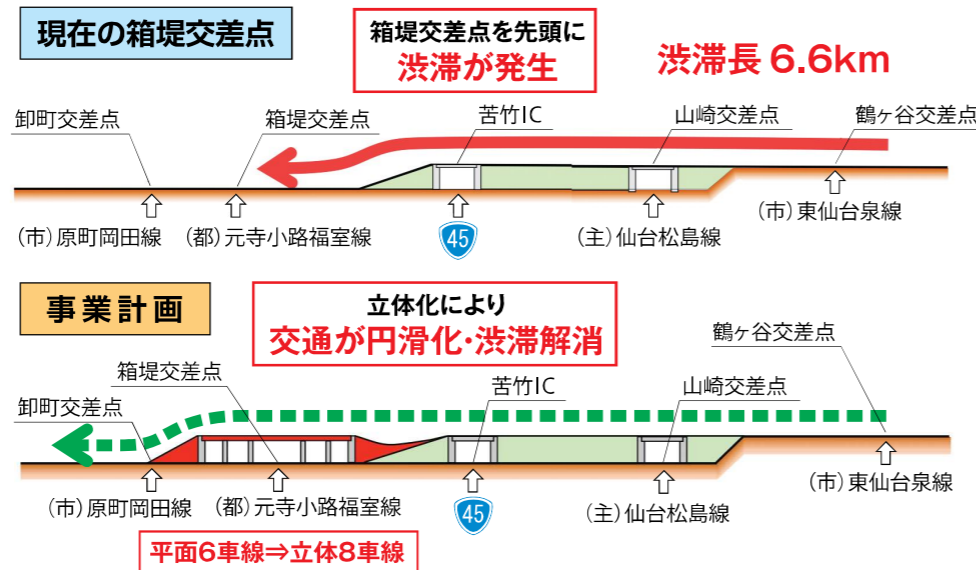 現在の箱堤交差点
箱堤交差点を先頭に
渋滞が発生
渋滞長 6.6km
卸町交差点
箱堤交差点
苦竹IC
山崎交差点
鶴ヶ谷交差点
(市)原町岡田線
(都)元寺小路福室線
45
(主)仙台松島線
(市)東仙台泉線
事業計画
立体化により
交通が円滑化・渋滞解消
卸町交差点
箱堤交差点
苦竹IC
山崎交差点
鶴ヶ谷交差点
(市)原町岡田線
(都)元寺小路福室線
45
(主)仙台松島線
(市)東仙台泉線
平面6車線⇒立体8車線